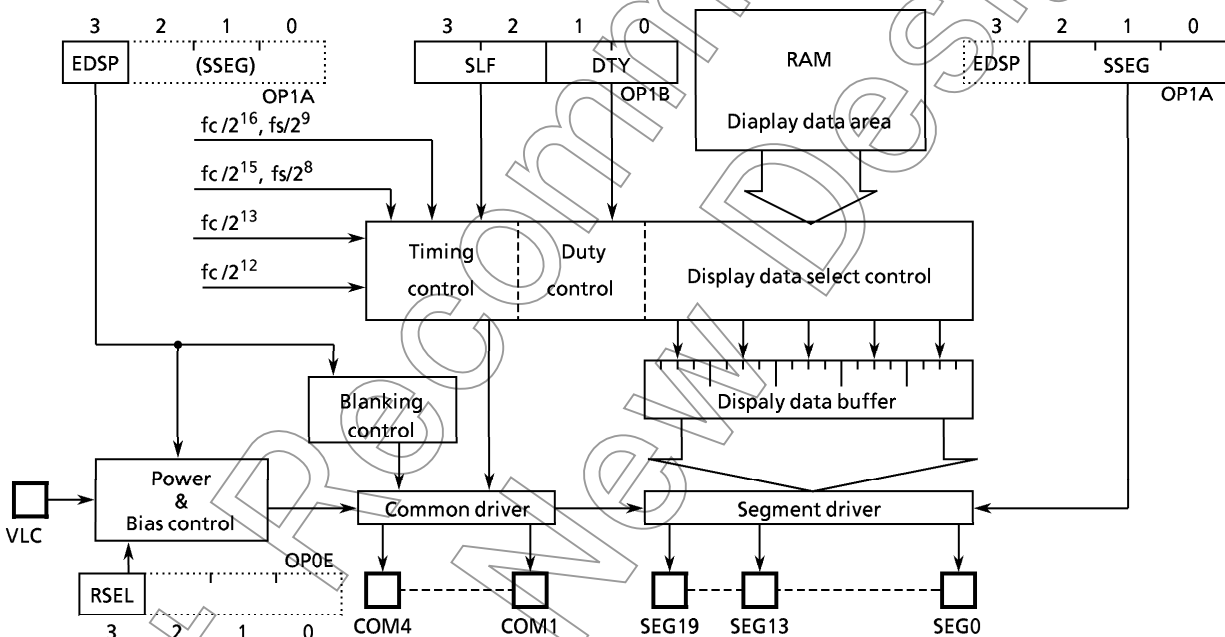 3 2 1 0
EDSP (SSEG)
OP1A
3 2 1 0
SLF DTY
OP1B
RAM
Diaplay data area
3 2 1 0
EDSP SSEG
OP1A
fc/2^16, fs/2^9
fc/2^15, fs/2^8
fc/2^13
fc/2^12
Timing
control
Duty
control
Display data select control
Blanking
control
Dispaly data buffer
Power
&
Bias control
VLC
Common driver
Segment driver
OP0E
RSEL
3 2 1 0
COM4 COM1 SEG19 SEG13 SEG0
Recomm
Desi
New